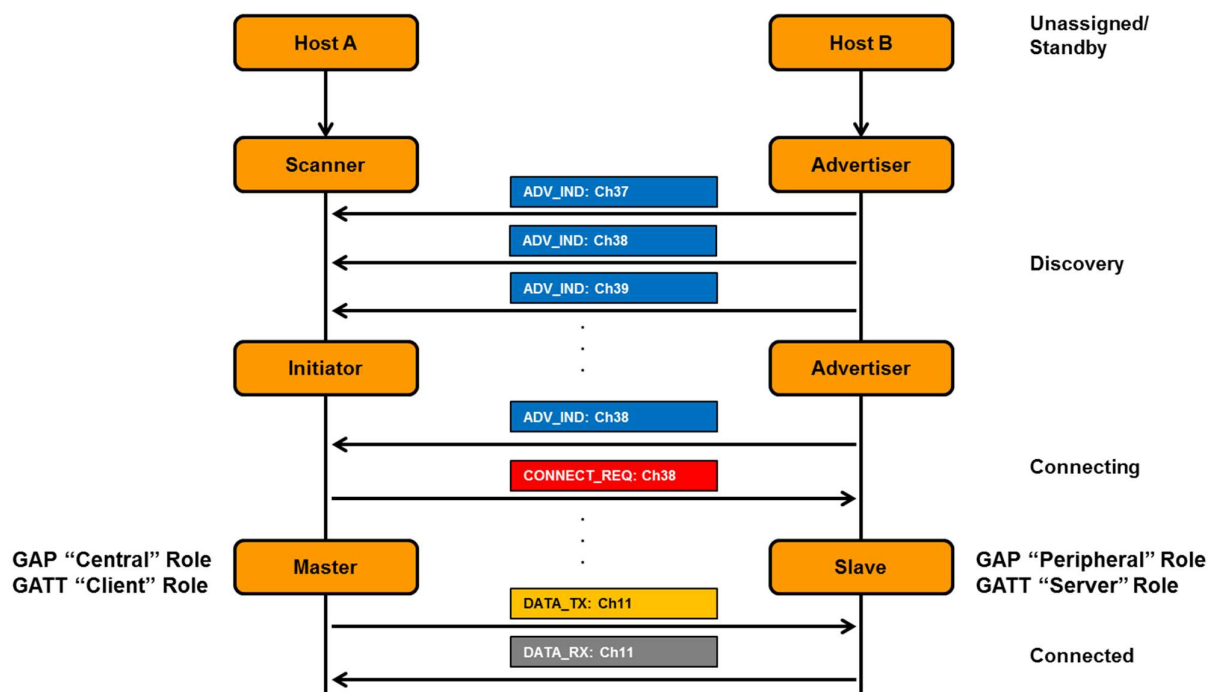 Host A
Host B
Unassigned/
Standby
Scanner
Advertiser
ADV_IND: Ch37
ADV_IND: Ch38
ADV_IND: Ch39
Discovery
Initiator
Advertiser
ADV_IND: Ch38
CONNECT_REQ: Ch38
Connecting
GAP “Central” Role
GATT “Client” Role
Master
Slave
GAP “Peripheral” Role
GATT “Server” Role
DATA_TX: Ch11
DATA_RX: Ch11
Connected